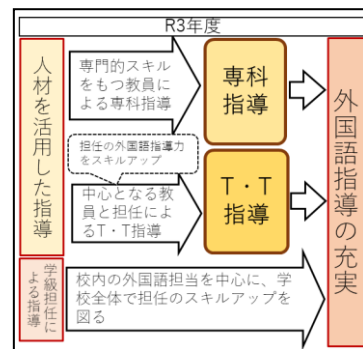 R3年度
人材を活用した指導
専門的スキル
をもつ教員に
よる専科指導
専科
指導
担任の外国語指導力
をスキルアップ
中心となる
教員と担任によ
るT・T指導
T・T
指導
外国語指導の充実
学級担任に
よる指導
校内の外国語担当を中心に、学
校全体で担任のスキルアップを
図る